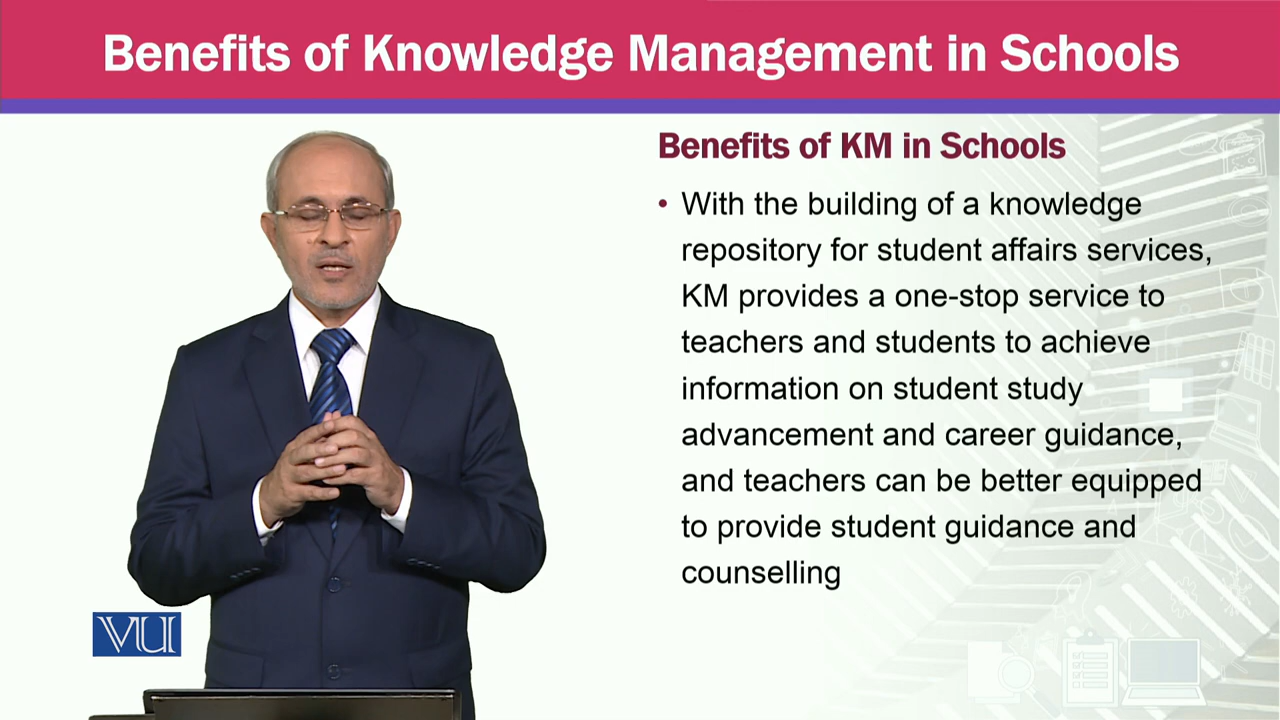 Benefits of Knowledge Management in Schools
Benefits of KM in Schools
• With the building of a knowledge
repository for student affairs services,
KM provides a one-stop service to
teachers and students to achieve
information on student study
advancement and career guidance,
and teachers can be better equipped
to provide student guidance and
counselling
VU